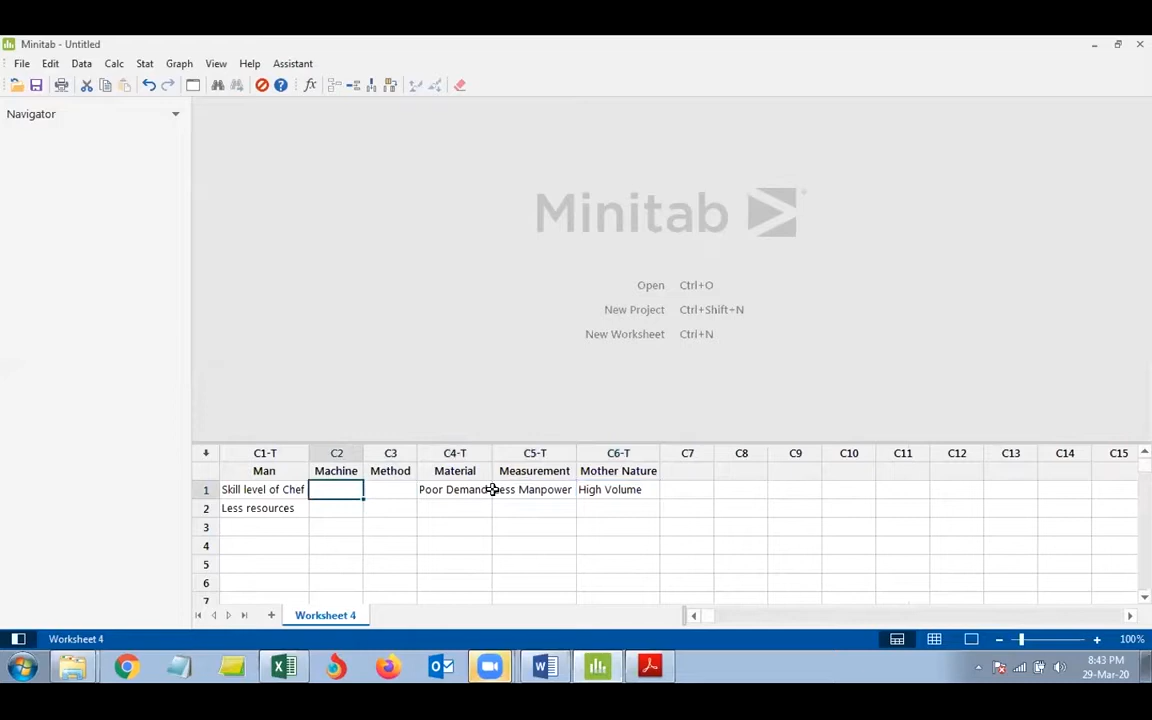 Minitab - Untitled
File Edit Data Calc Stat Graph View Help Assistant
Navigator
Minitab
Open Ctrl+O
New Project Ctrl+Shift+N
New Worksheet Ctrl+N
C1-T C2 C3 C4-T C5-T C6-T C7 C8 C9 C10 C11 C12 C13 C14 C15
Man Machine Method Material Measurement Mother Nature
1 Skill level of Chef Poor Demand Less Manpower High Volume
2 Less resources
3
4
5
6
7
Worksheet 4
Worksheet 4 100%
8:43 PM
29-Mar-20